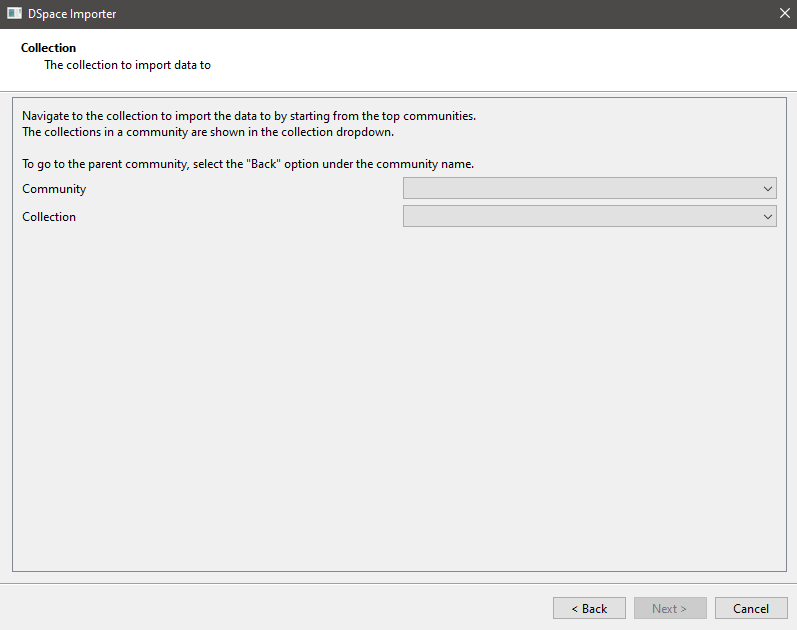 DSpace Importer
Collection
The collection to import data to
Navigate to the collection to import the data to by starting from the top communities.
The collections in a community are shown in the collection dropdown.
To go to the parent community, select the "Back" option under the community name.
Community
Collection
< Back
Next >
Cancel